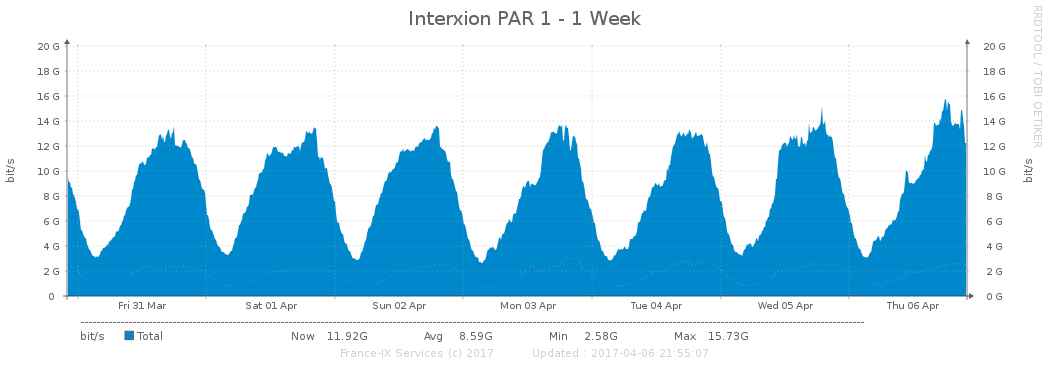 Interxion PAR 1 - 1 Week
RRDTOOL / TOBI OETIKER
20 G 20 G
18 G 18 G
16 G 16 G
14 G 14 G
12 G 12 G
10 G 10 G
8 G 8 G
6 G 6 G
4 G 4 G
2 G 2 G
0 0 G
bit/s
bit/s
Fri 31 Mar Sat 01 Apr Sun 02 Apr Mon 03 Apr Tue 04 Apr Wed 05 Apr Thu 06 Apr
bit/s Total Now 11.92G Avg 8.59G Min 2.58G Max 15.73G
France-IX Services (c) 2017 Updated : 2017-04-06 21:55:07